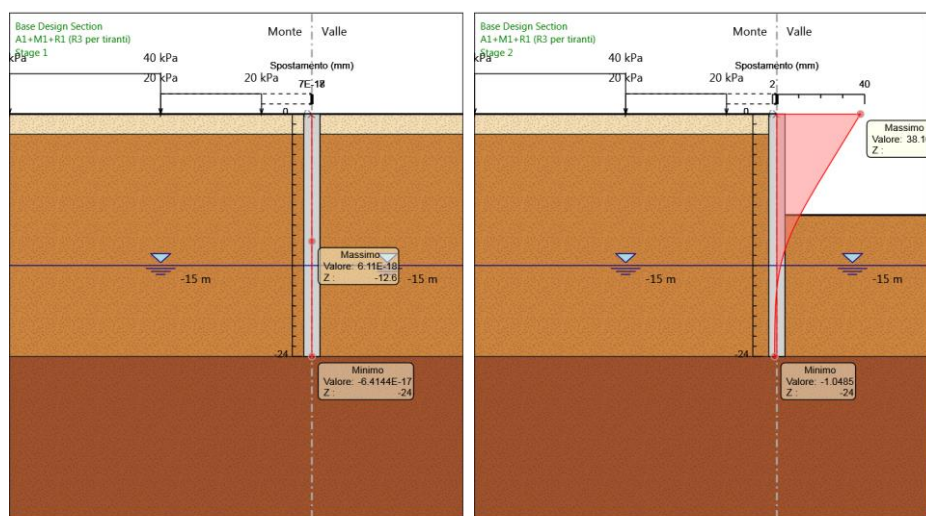 Base Design Section
A1+M1+R1 (R3 per tiranti)
Stage 1
Monte
Valle
40 kPa
Spostamento (mm)
20 kPa
20 kPa
0
Massimo
Valore: 6.11E-18
Z : -12.6
-15 m
-15 m
-24
Minimo
Valore: -6.4144E-17
Z : -24
Base Design Section
A1+M1+R1 (R3 per tiranti)
Stage 2
Monte
Valle
40 kPa
Spostamento (mm)
20 kPa
20 kPa
2
40
0
Massimo
Valore: 38.1
Z :
-15 m
-15 m
-24
Minimo
Valore: -1.0485
Z : -24